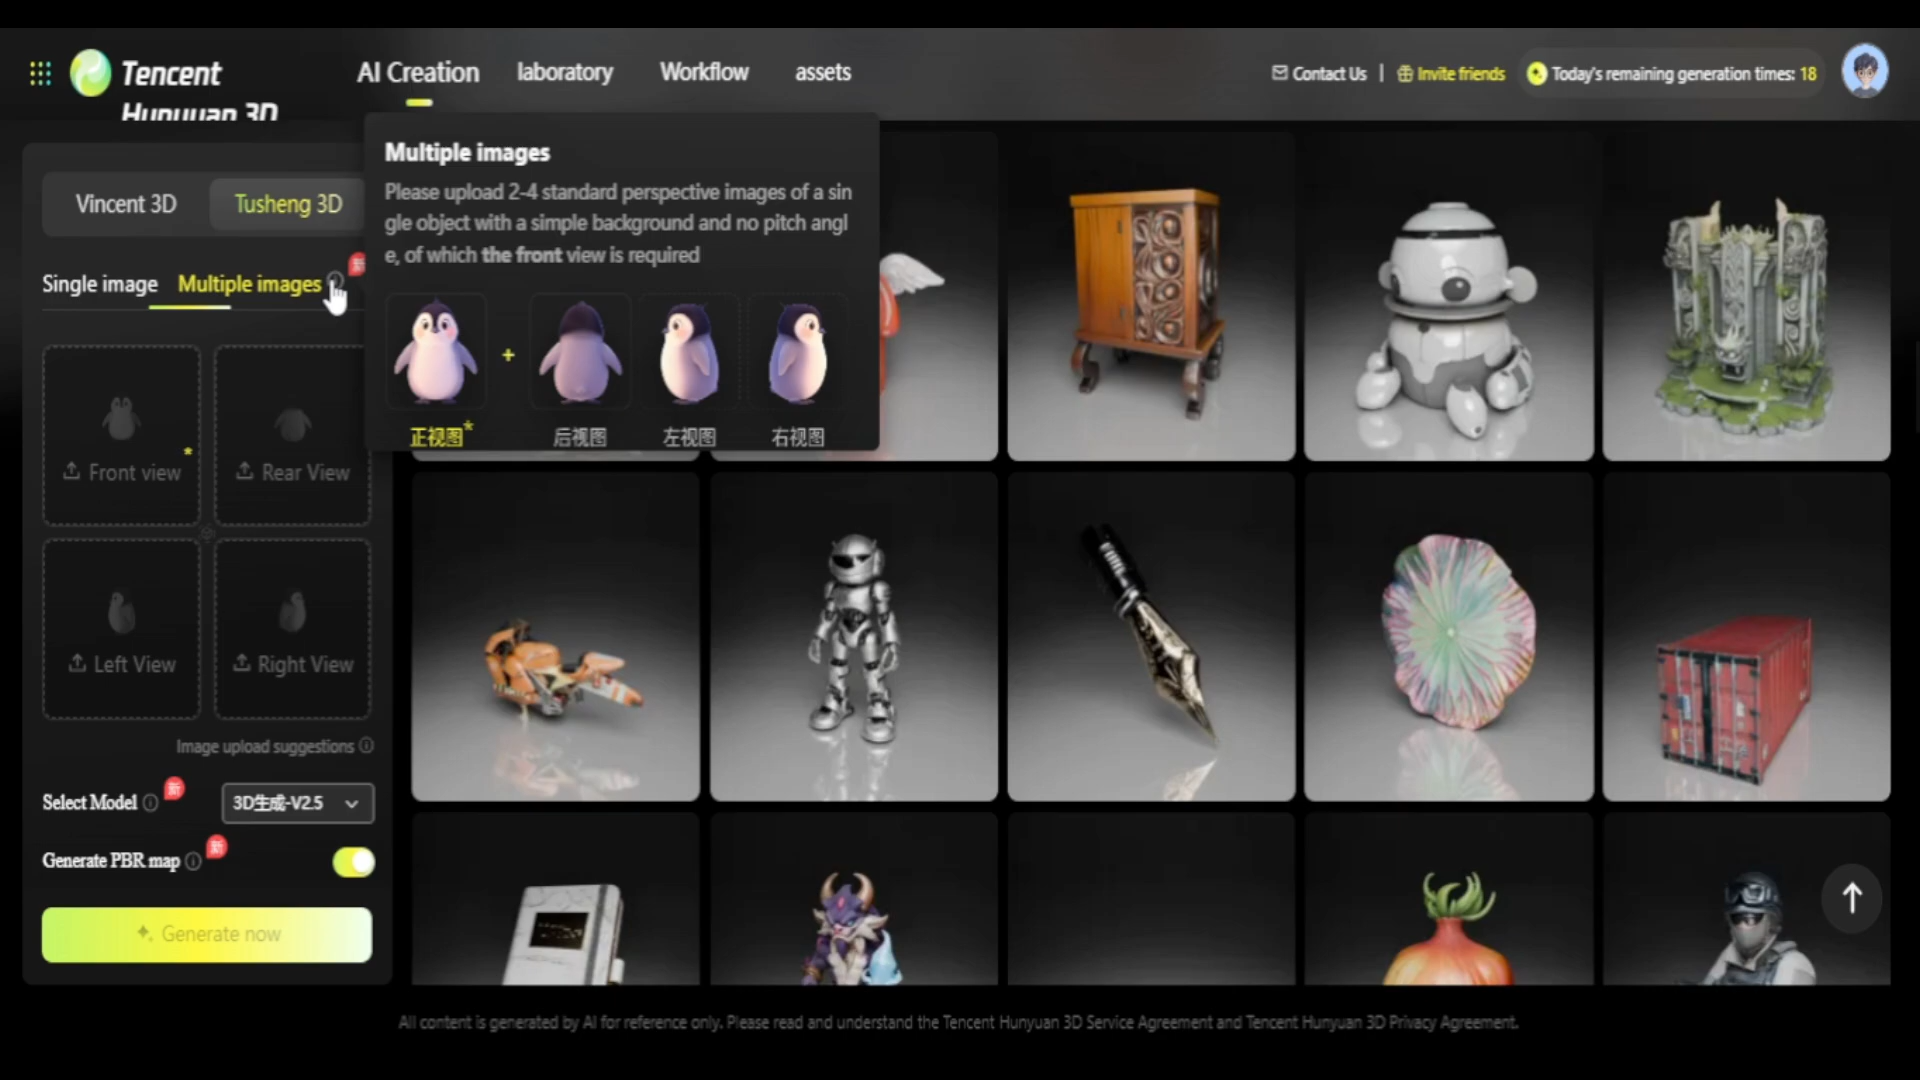 Tencent
Hunyuan 3D
AI Creation
laboratory
Workflow
assets
Contact Us
Invite friends
Today's remaining generation times: 18
Vincent 3D
Tusheng 3D
Single image
Multiple images
新
Multiple images
Please upload 2-4 standard perspective images of a sin
gle object with a simple background and no pitch angl
e, of which the front view is required
+
正视图*
后视图
左视图
右视图
Front view *
Rear View
Left View
Right View
Image upload suggestions
Select Model
新
3D生成-V2.5
Generate PBR map
新
Generate now
All content is generated by AI for reference only. Please read and understand the Tencent Hunyuan 3D Service Agreement and Tencent Hunyuan 3D Privacy Agreement.